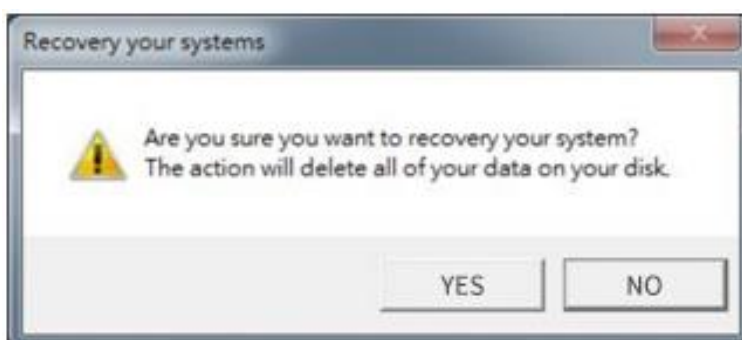 Recovery your systems
Are you sure you want to recovery your system?
The action will delete all of your data on your disk.
YES
NO